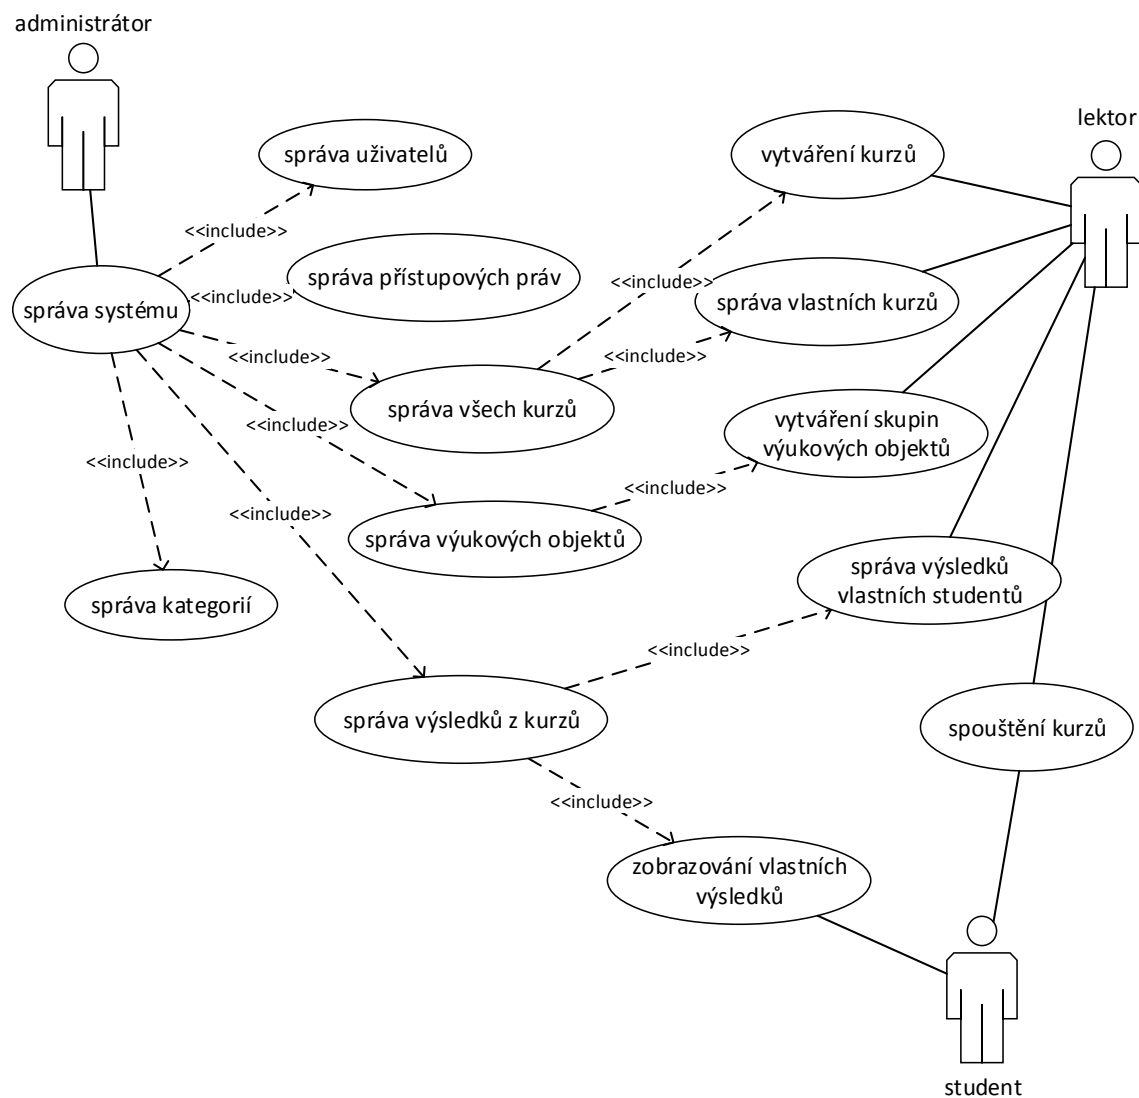 administrátor
lektor
správa uživatelů
vytváření kurzů
<<include>>
správa přístupových práv
<<include>>
<<include>>
správa systému
správa vlastních kurzů
<<include>>
<<include>>
správa všech kurzů
vytváření skupin
výukových objektů
<<include>>
<<include>>
<<include>>
<<include>>
správa výukových objektů
správa výsledků
vlastních studentů
správa kategorií
<<include>>
správa výsledků z kurzů
spouštění kurzů
<<include>>
zobrazování vlastních
výsledků
student